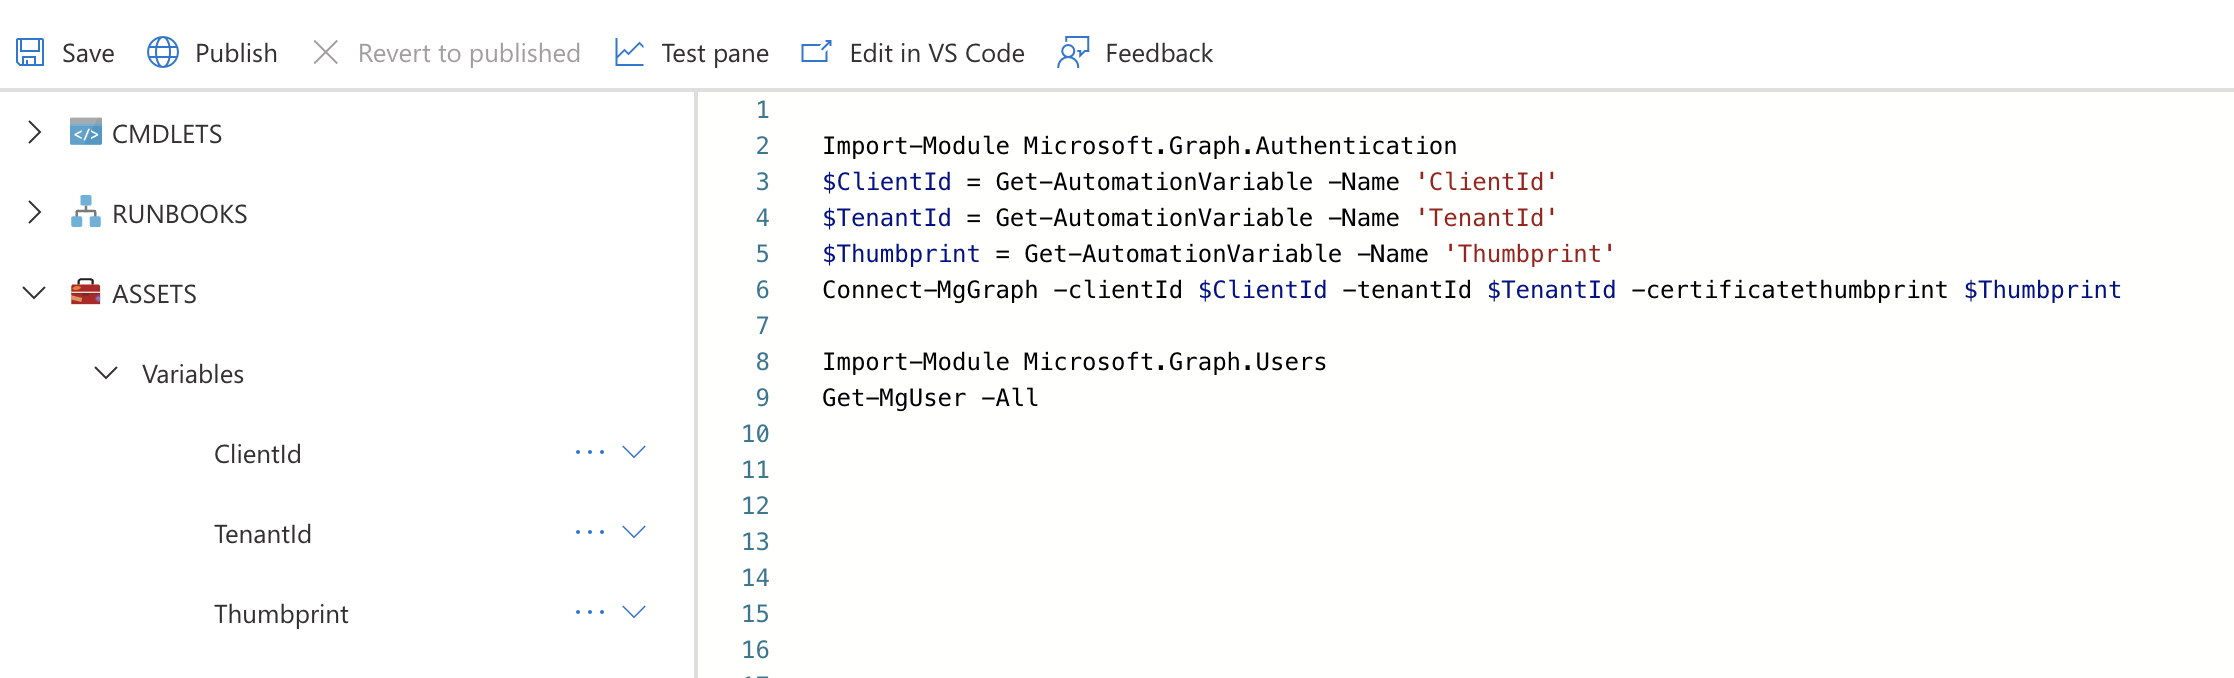 Save Publish Revert to published Test pane Edit in VS Code Feedback
</> CMDLETS
RUNBOOKS
ASSETS
Variables
ClientId ...
TenantId ...
Thumbprint ...
1
2 Import-Module Microsoft.Graph.Authentication
3 $ClientId = Get-AutomationVariable -Name 'ClientId'
4 $TenantId = Get-AutomationVariable -Name 'TenantId'
5 $Thumbprint = Get-AutomationVariable -Name 'Thumbprint'
6 Connect-MgGraph -clientId $ClientId -tenantId $TenantId -certificatethumbprint $Thumbprint
7
8 Import-Module Microsoft.Graph.Users
9 Get-MgUser -All
10
11
12
13
14
15
16